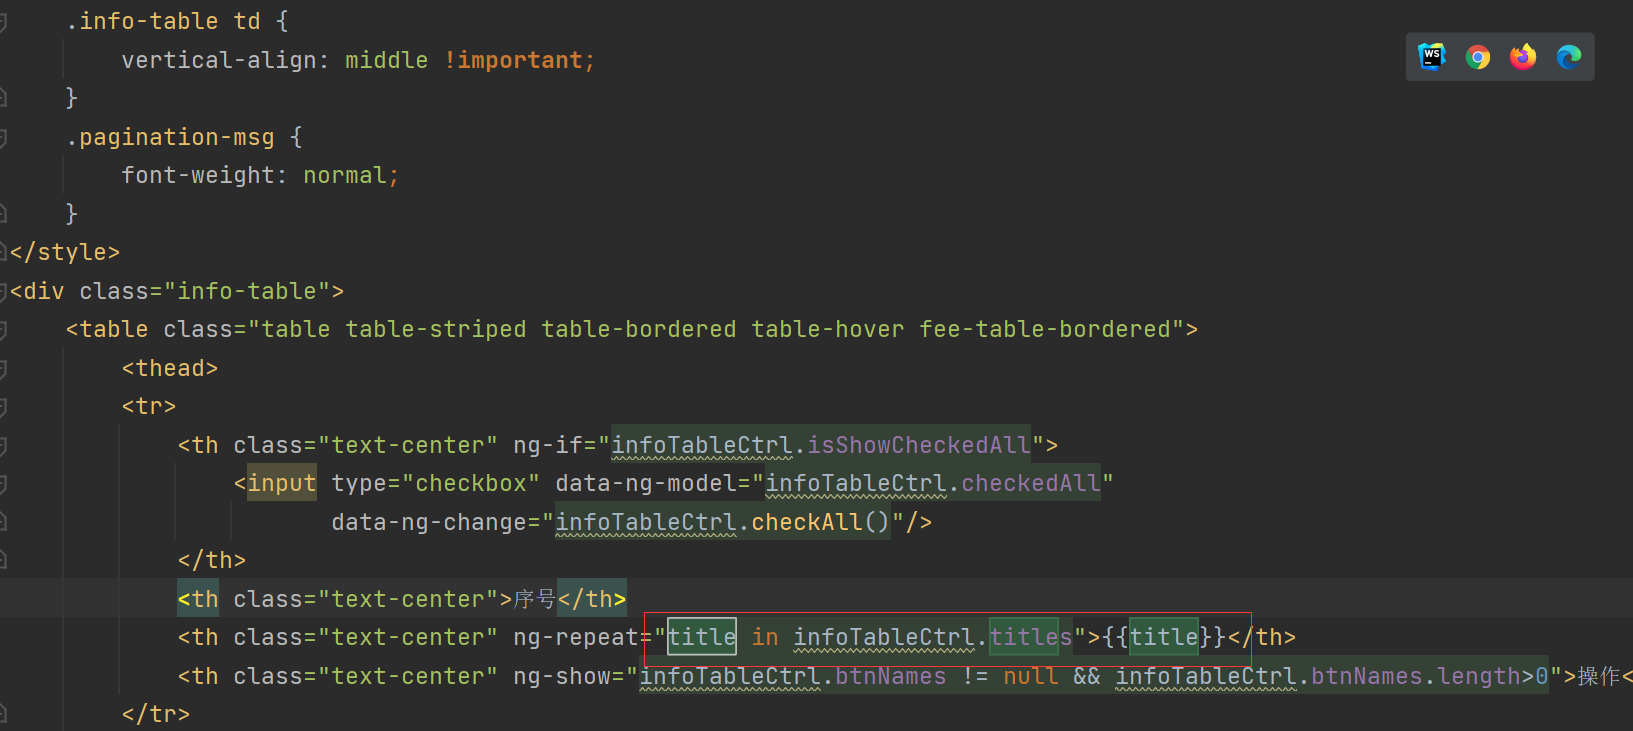 .info-table td {
    vertical-align: middle !important;
}
.pagination-msg {
    font-weight: normal;
}
</style>
<div class="info-table">
    <table class="table table-striped table-bordered table-hover fee-table-bordered">
        <thead>
        <tr>
            <th class="text-center" ng-if="infoTableCtrl.isShowCheckedAll">
                <input type="checkbox" data-ng-model="infoTableCtrl.checkedAll"
                       data-ng-change="infoTableCtrl.checkAll()"/>
            </th>
            <th class="text-center">序号</th>
            <th class="text-center" ng-repeat="title in infoTableCtrl.titles">{{title}}</th>
            <th class="text-center" ng-show="infoTableCtrl.btnNames != null && infoTableCtrl.btnNames.length>0">操作<
        </tr>
WS